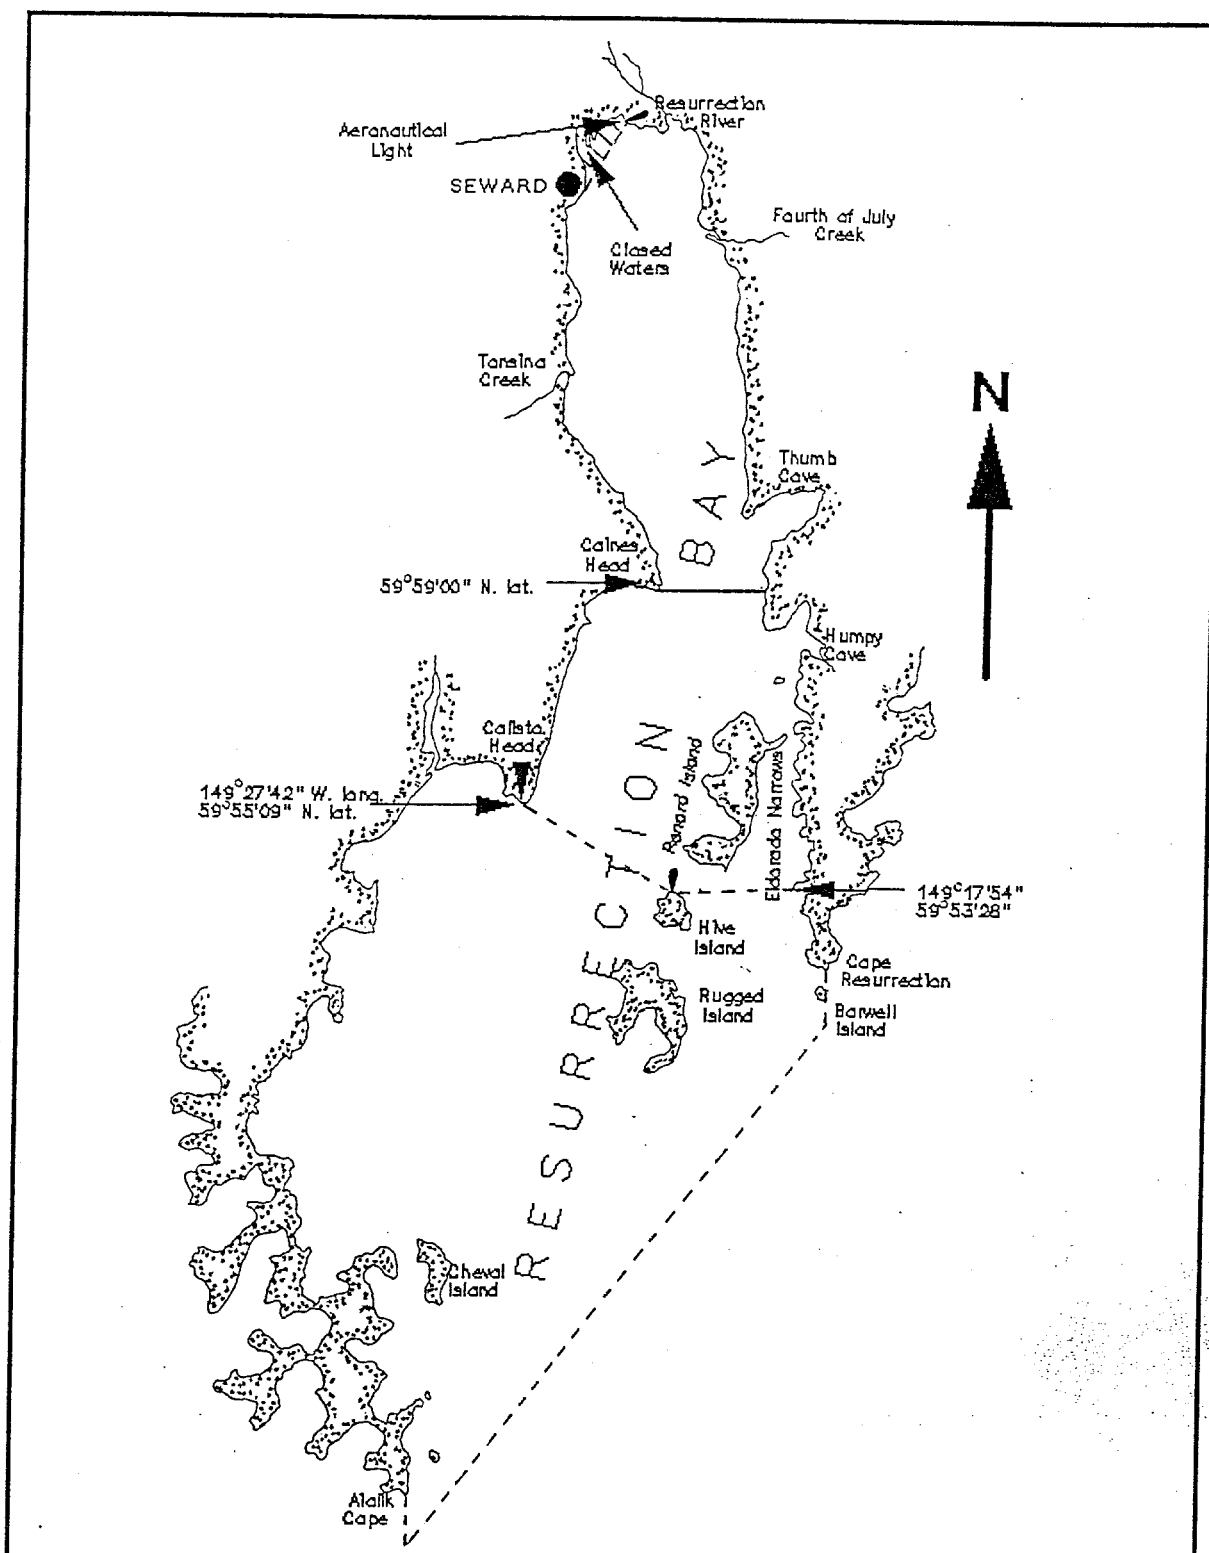 Resurrection
River
Aeronautical
Light
SEWARD
Fourth of July
Creek
Closed
Waters
Tonsina
Creek
N
Thumb
Cove
BAY
Caines
Head
59°59'00" N. lat.
Humpy
Cove
Calisto
Head
149°27'42" W. long.
59°55'09" N. lat.
Renard Island
Eldorado Narrows
RESURRECTION
149°17'54"
59°53'28"
Hive
Island
Cape
Resurrection
Rugged
Island
Barwell
Island
Cheval
Island
Aialik
Cape